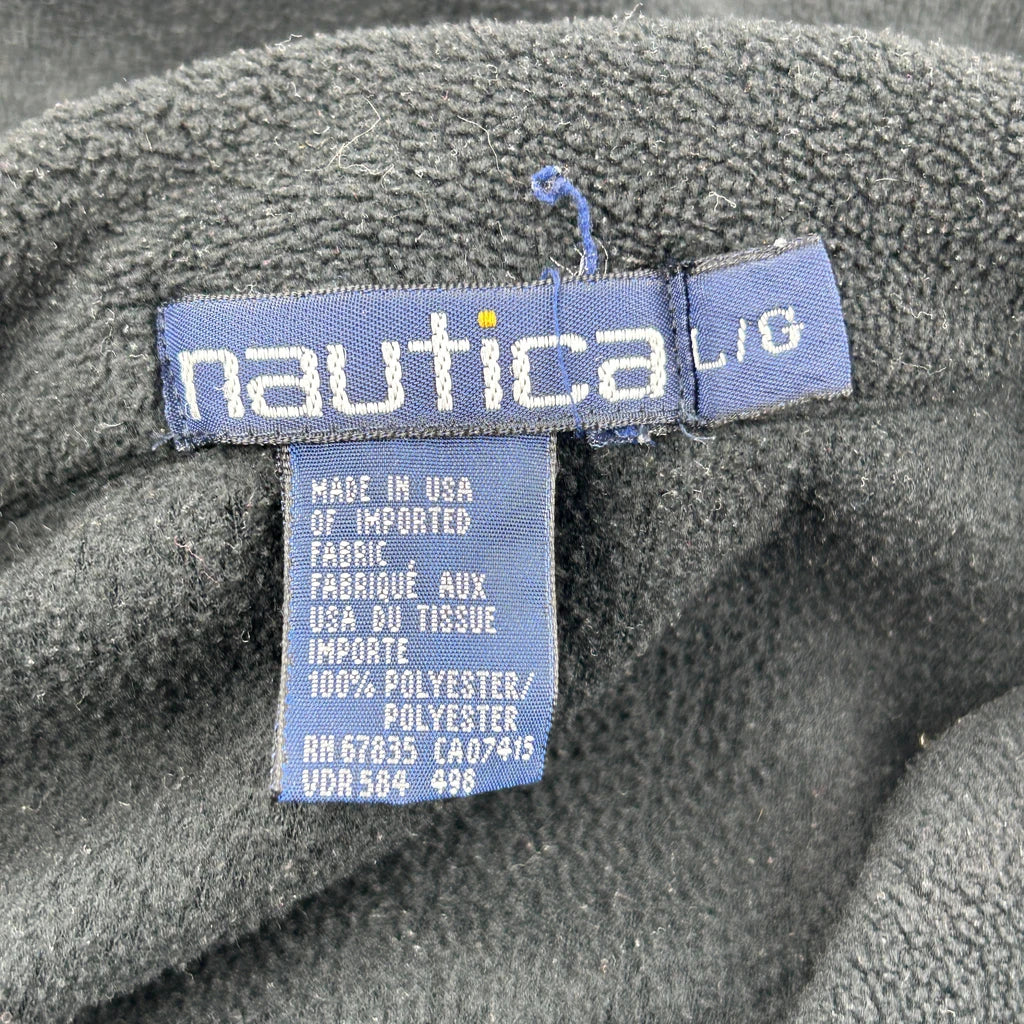 nautica
L/G
MADE IN USA
OF IMPORTED
FABRIC
FABRIQUÉ AUX
USA DU TISSUE
IMPORTE
100% POLYESTER/
POLYESTER
RN 67835 CA07415
VDR 584 498